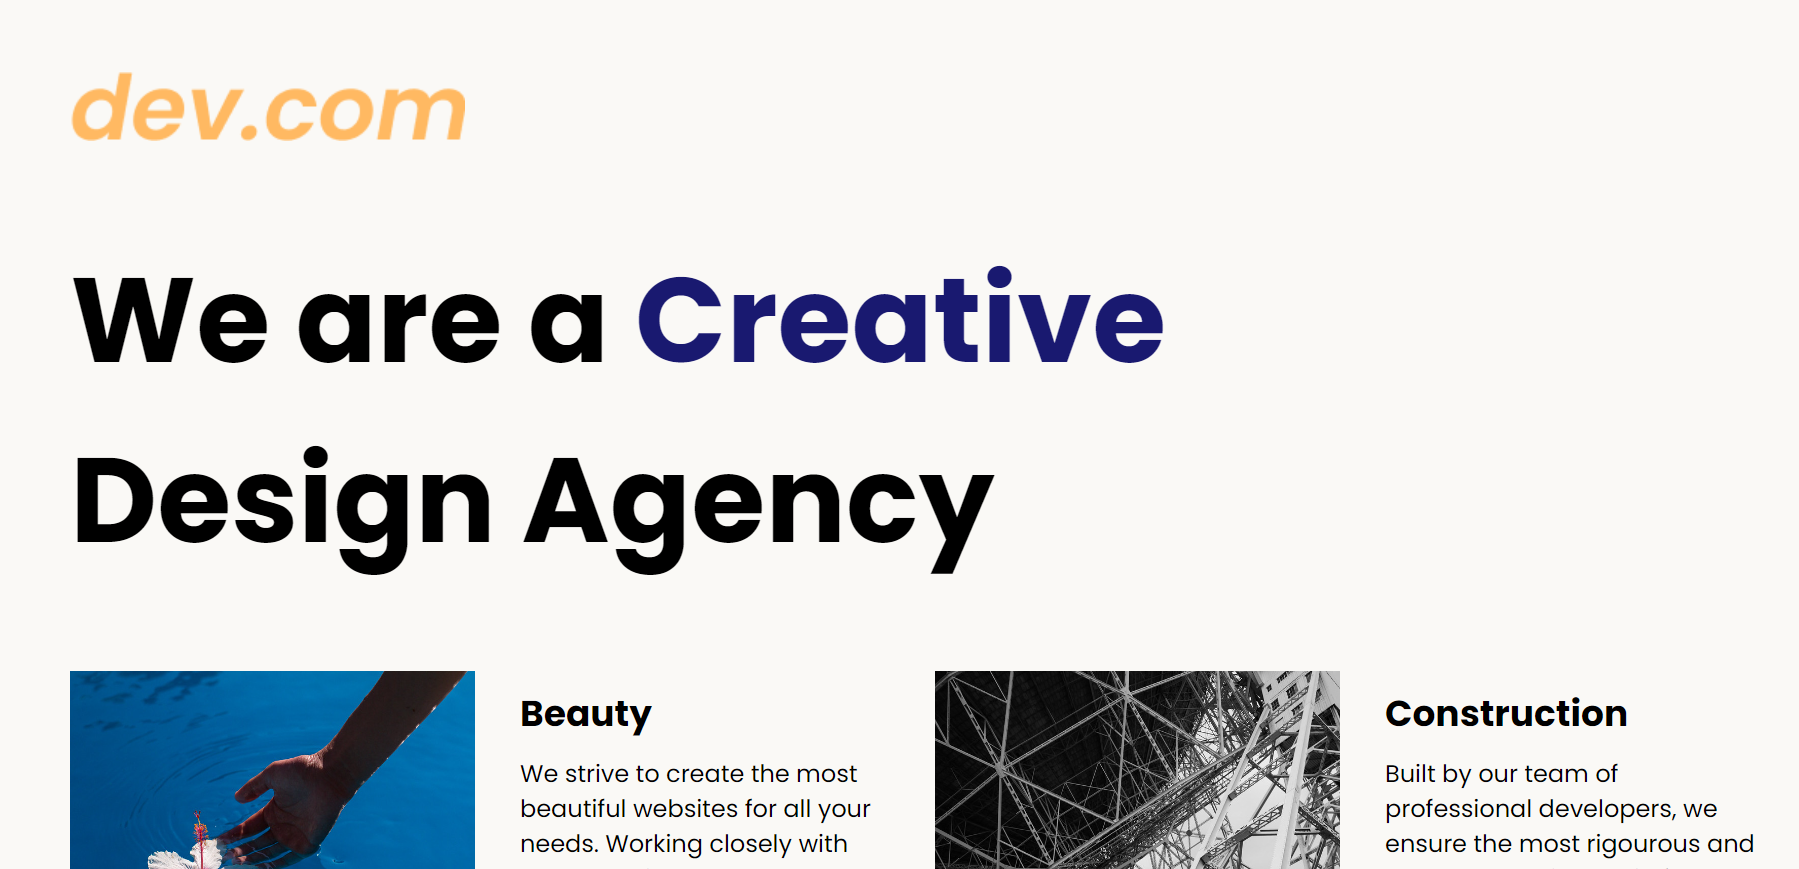 dev.com
We are a Creative
Design Agency
Beauty
We strive to create the most
beautiful websites for all your
needs. Working closely with
Construction
Built by our team of
professional developers, we
ensure the most rigourous and